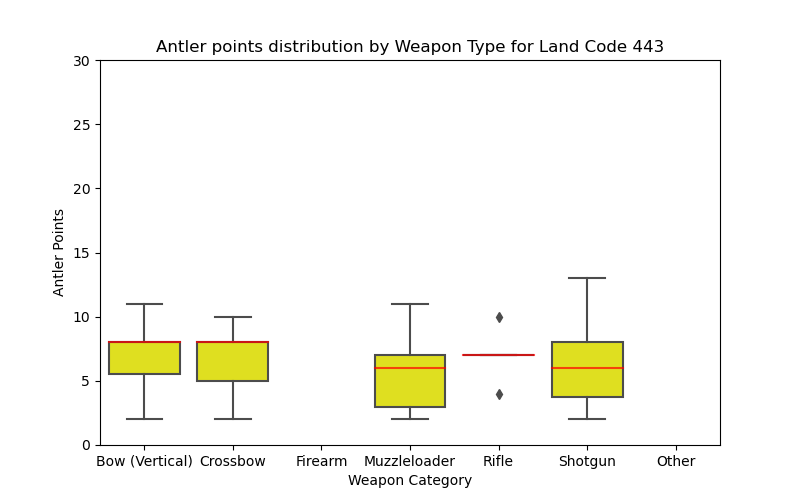 Antler points distribution by Weapon Type for Land Code 443
30
25
20
15
10
5
0
Antler Points
Bow (Vertical) Crossbow Firearm Muzzleloader Rifle Shotgun Other
Weapon Category